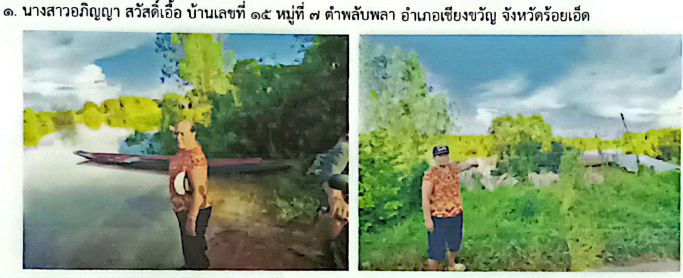 ๑. นางสาวอภิญญา สวัสดิ์เอื้อ บ้านเลขที่ ๑๕ หมู่ที่ ๗ ตำพลับพลา อำเภอเชียงขวัญ จังหวัดร้อยเอ็ด